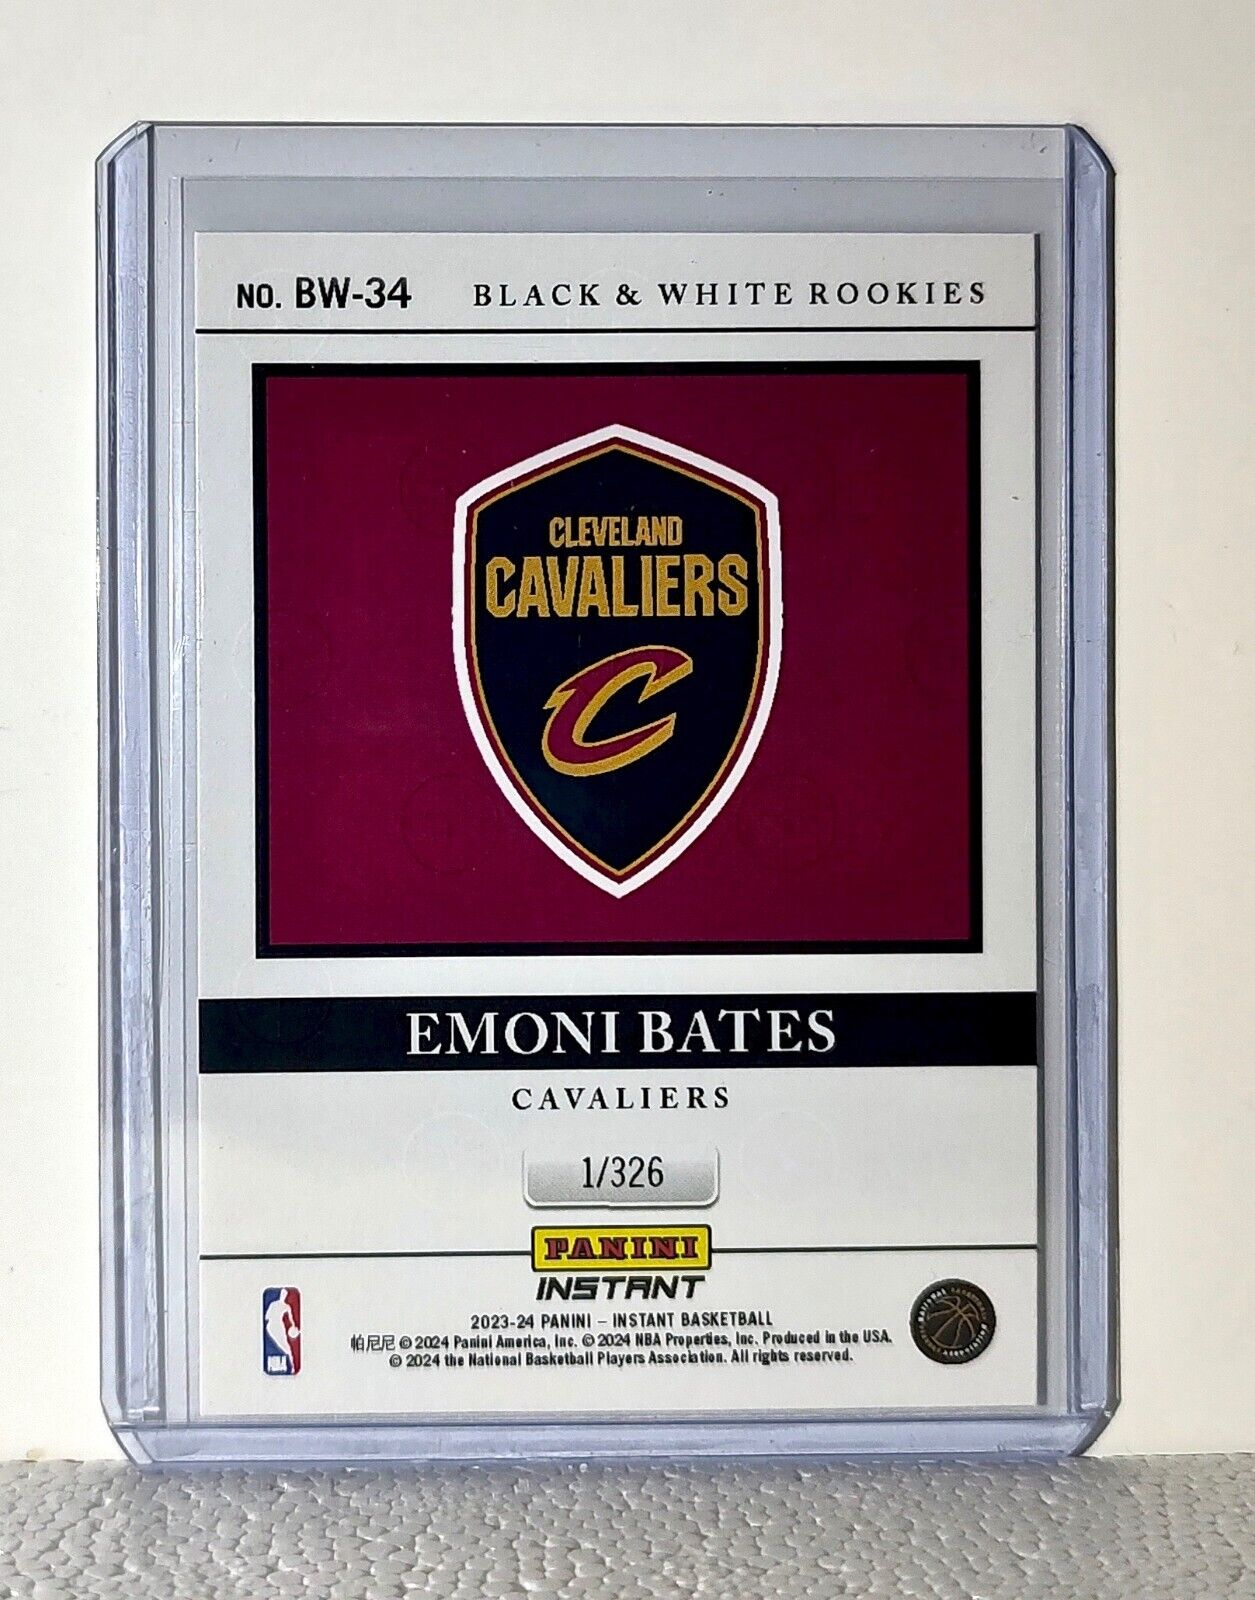 NO. BW-34 BLACK & WHITE ROOKIES
CLEVELAND
CAVALIERS
C
EMONI BATES
CAVALIERS
1/326
PANINI
INSTANT
2023-24 PANINI – INSTANT BASKETBALL
帕尼尼 © 2024 Panini America, Inc. © 2024 NBA Properties, Inc. Produced in the USA.
© 2024 the National Basketball Players Association. All rights reserved.
NBA